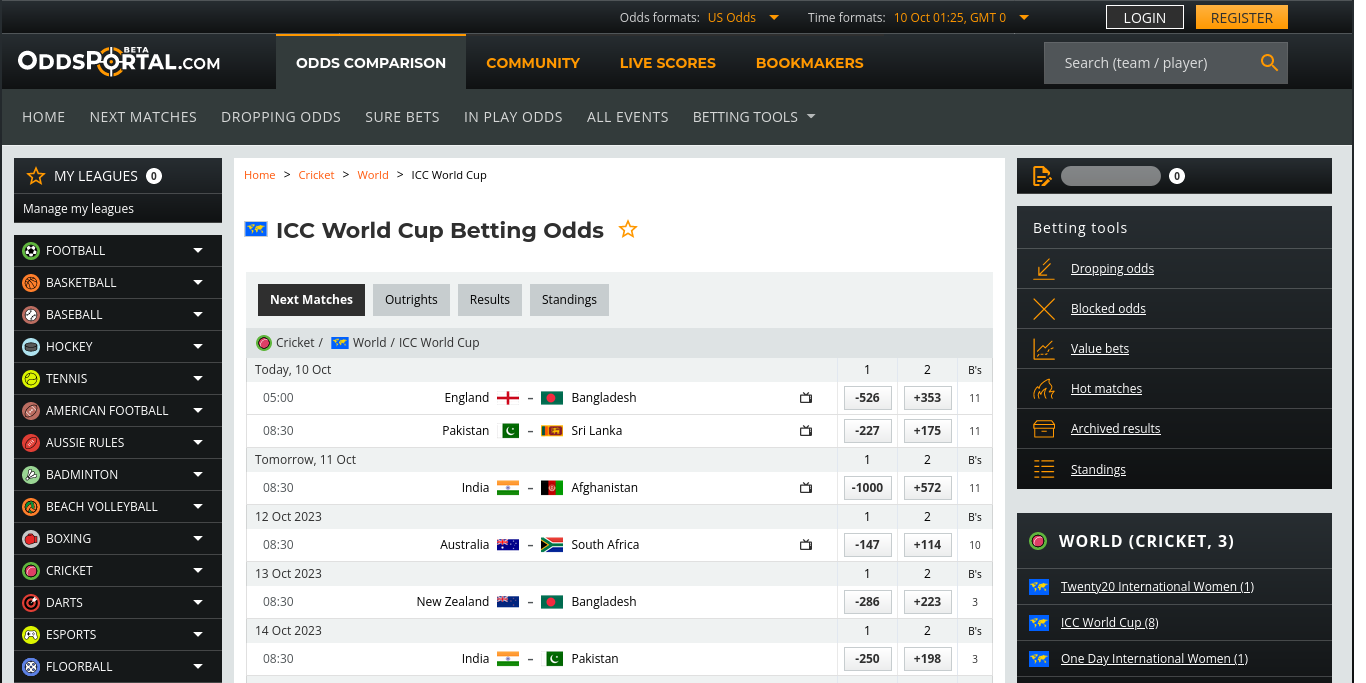 Odds formats: US Odds Time formats: 10 Oct 01:25, GMT 0 LOGIN REGISTER
ODDSPORTAL.COM BETA
ODDS COMPARISON COMMUNITY LIVE SCORES BOOKMAKERS Search (team / player)
HOME NEXT MATCHES DROPPING ODDS SURE BETS IN PLAY ODDS ALL EVENTS BETTING TOOLS
MY LEAGUES 0
Manage my leagues
FOOTBALL
BASKETBALL
BASEBALL
HOCKEY
TENNIS
AMERICAN FOOTBALL
AUSSIE RULES
BADMINTON
BEACH VOLLEYBALL
BOXING
CRICKET
DARTS
ESPORTS
FLOORBALL
Home > Cricket > World > ICC World Cup
ICC World Cup Betting Odds
Next Matches Outrights Results Standings
Cricket / World / ICC World Cup
Today, 10 Oct 1 2 B's
05:00 England – Bangladesh -526 +353 11
08:30 Pakistan – Sri Lanka -227 +175 11
Tomorrow, 11 Oct 1 2 B's
08:30 India – Afghanistan -1000 +572 11
12 Oct 2023 1 2 B's
08:30 Australia – South Africa -147 +114 10
13 Oct 2023 1 2 B's
08:30 New Zealand – Bangladesh -286 +223 3
14 Oct 2023 1 2 B's
08:30 India – Pakistan -250 +198 3
0
Betting tools
Dropping odds
Blocked odds
Value bets
Hot matches
Archived results
Standings
WORLD (CRICKET, 3)
Twenty20 International Women (1)
ICC World Cup (8)
One Day International Women (1)